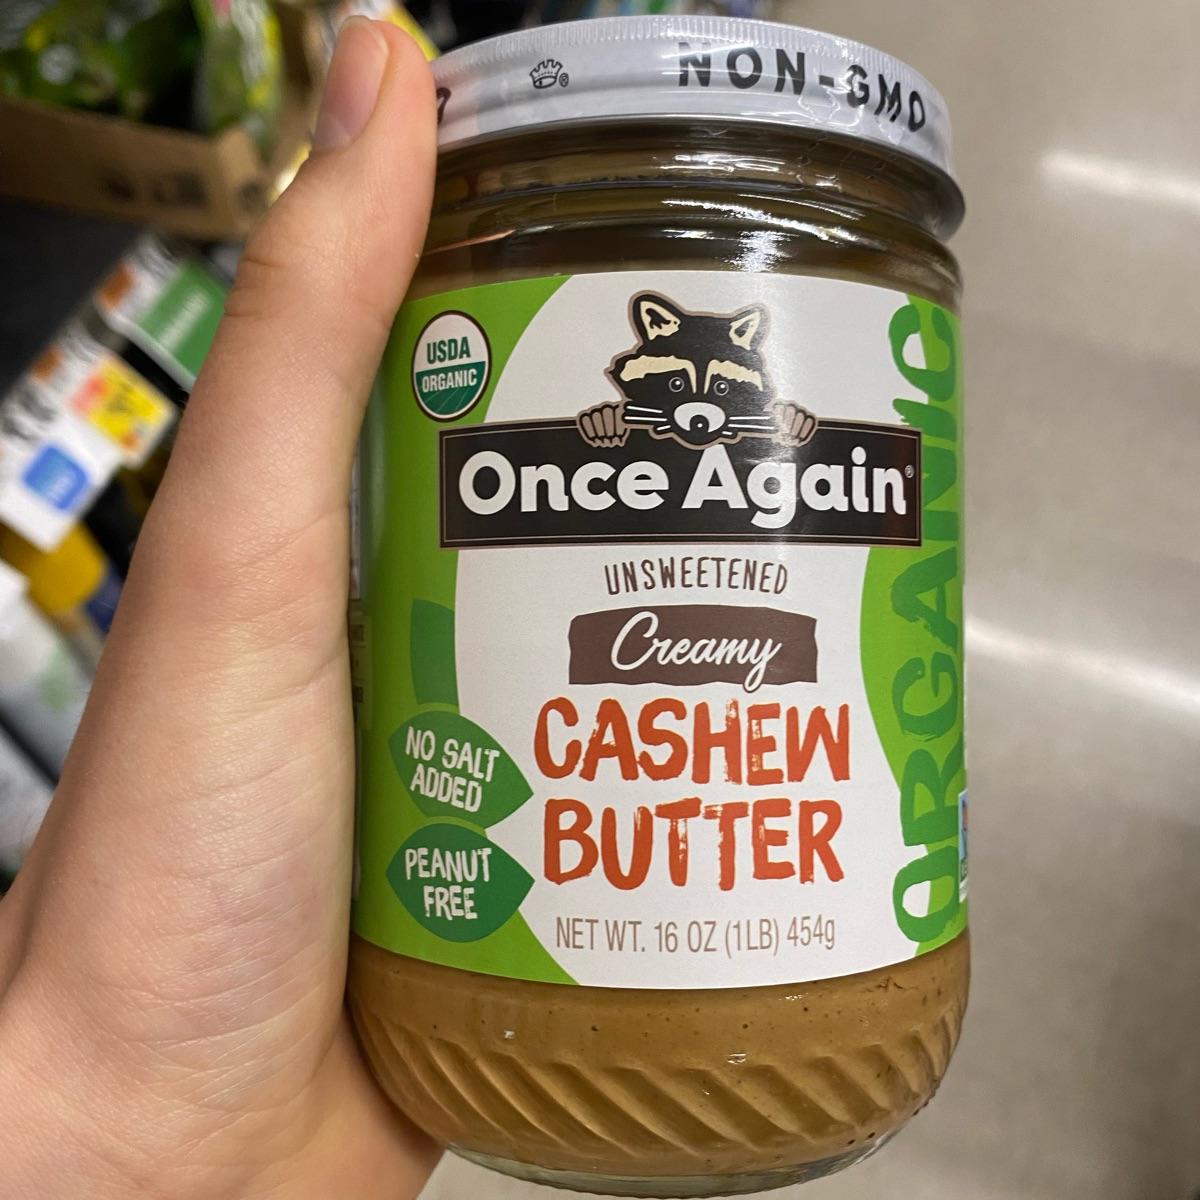 NON-GMO
USDA
ORGANIC
Once Again®
UNSWEETENED
Creamy
CASHEW
BUTTER
NO SALT
ADDED
PEANUT
FREE
NET WT. 16 OZ (1LB) 454g
ORGANIC